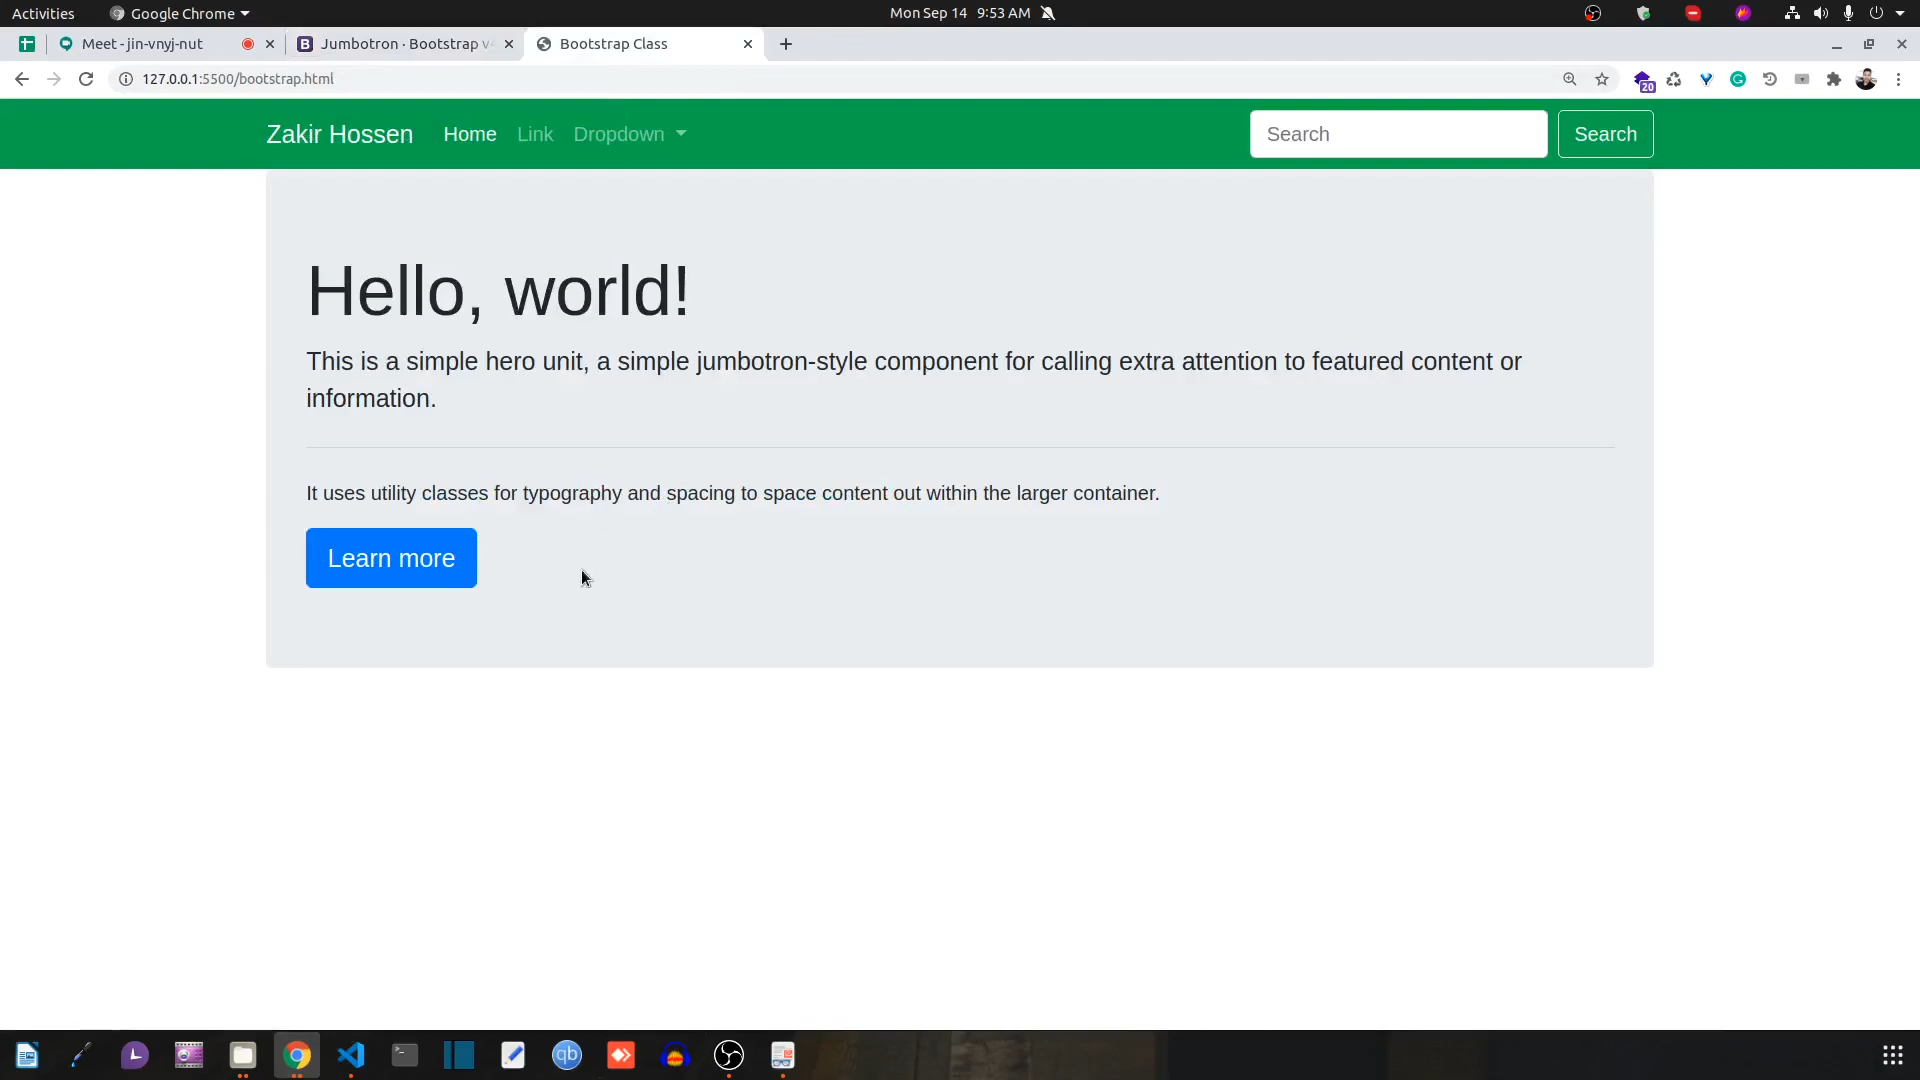 Activities
Google Chrome
Mon Sep 14 9:53 AM
Meet - jin-vnyj-nut
Jumbotron · Bootstrap v4
Bootstrap Class
127.0.0.1:5500/bootstrap.html
20
Zakir Hossen
Home
Link
Dropdown
Search
Search
Hello, world!
This is a simple hero unit, a simple jumbotron-style component for calling extra attention to featured content or
information.
It uses utility classes for typography and spacing to space content out within the larger container.
Learn more
qb